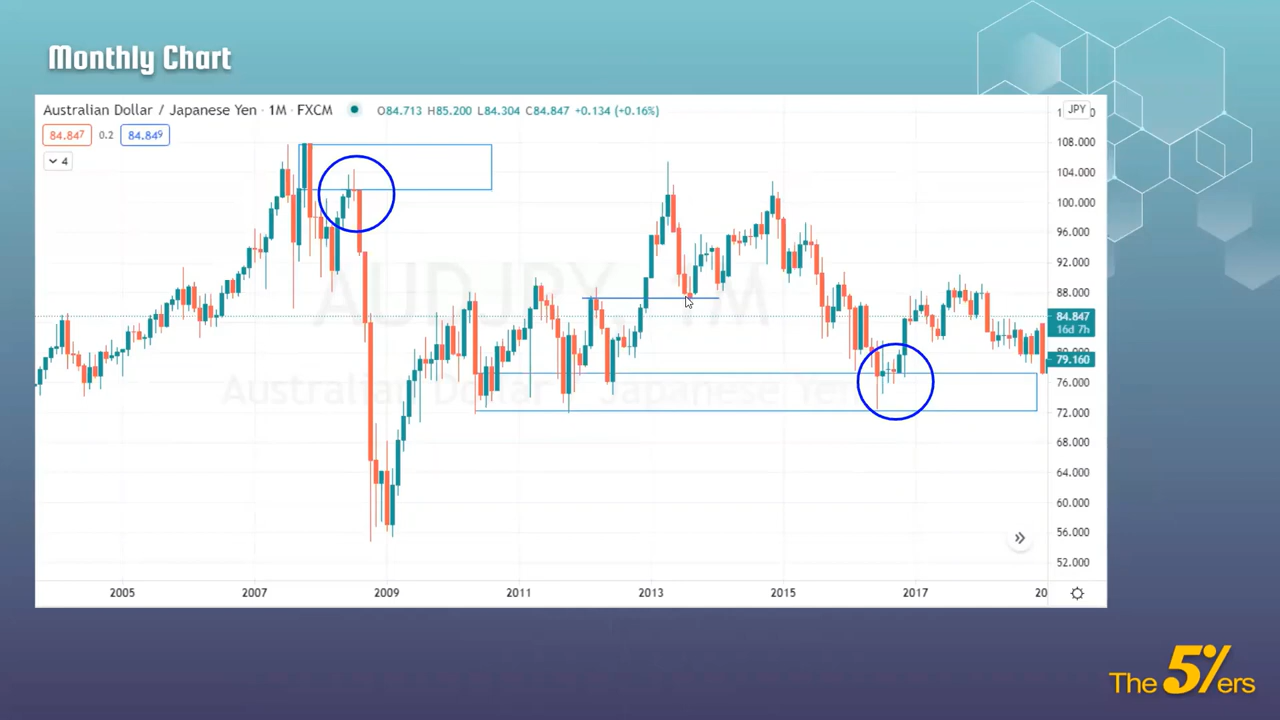 Monthly Chart
Australian Dollar / Japanese Yen · 1M · FXCM O84.713 H85.200 L84.304 C84.847 +0.134 (+0.16%)
84.847 0.2 84.849
4
JPY
108.000
104.000
100.000
96.000
92.000
88.000
84.847
16d 7h
80.000
79.160
76.000
72.000
68.000
64.000
60.000
56.000
52.000
AUDJPY, 1M
Australian Dollar / Japanese Yen
2005 2007 2009 2011 2013 2015 2017 20
The 5%ers